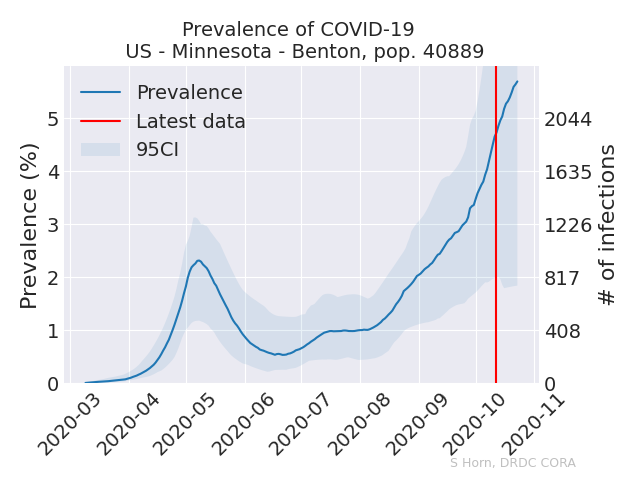 Prevalence of COVID-19
US - Minnesota - Benton, pop. 40889
Prevalence
Latest data
95CI
Prevalence (%)
5
4
3
2
1
0
2044
1635
1226
817
408
0
# of infections
2020-03
2020-04
2020-05
2020-06
2020-07
2020-08
2020-09
2020-10
2020-11
S Horn, DRDC CORA